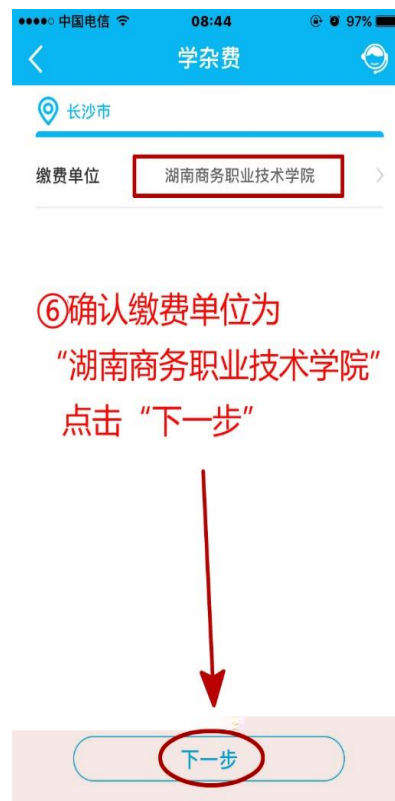 中国电信 08:44 97%
学杂费
长沙市
缴费单位 湖南商务职业技术学院
⑥确认缴费单位为
“湖南商务职业技术学院”
点击“下一步”
下一步